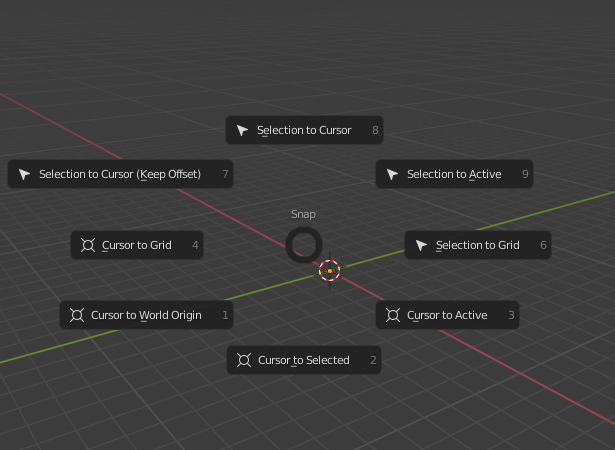 Selection to Cursor 8
Selection to Cursor (Keep Offset) 7
Selection to Active 9
Snap
Cursor to Grid 4
Selection to Grid 6
Cursor to World Origin 1
Cursor to Active 3
Cursor to Selected 2